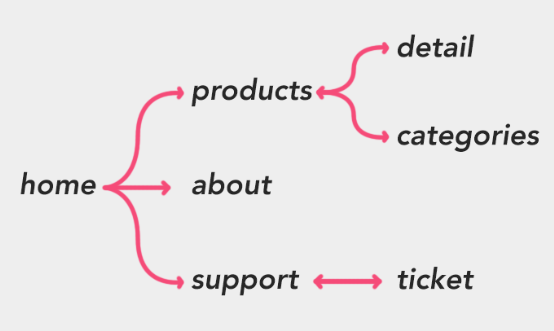 detail
products
categories
home
about
support
ticket